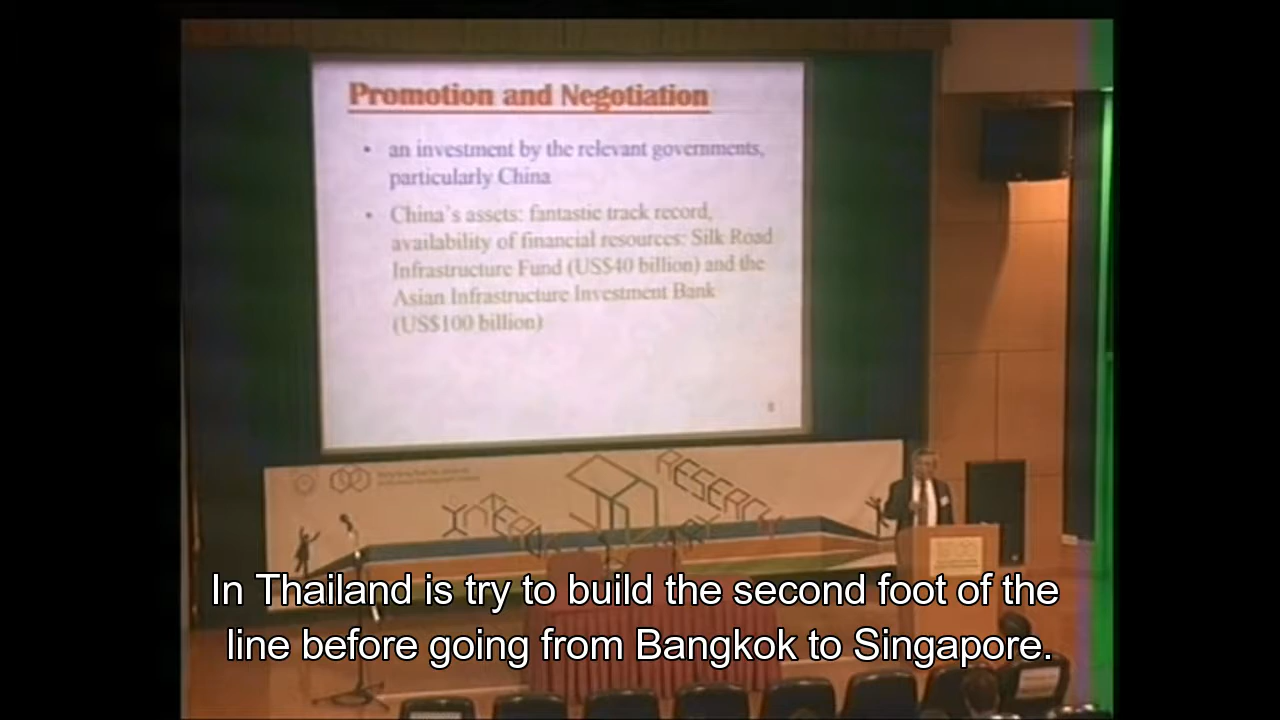 Promotion and Negotiation
• an investment by the relevant governments,
particularly China
• China's assets: fantastic track record,
availability of financial resources: Silk Road
Infrastructure Fund (US$40 billion) and the
Asian Infrastructure Investment Bank
(US$100 billion)
8
RESEARCH
In Thailand is try to build the second foot of the
line before going from Bangkok to Singapore.